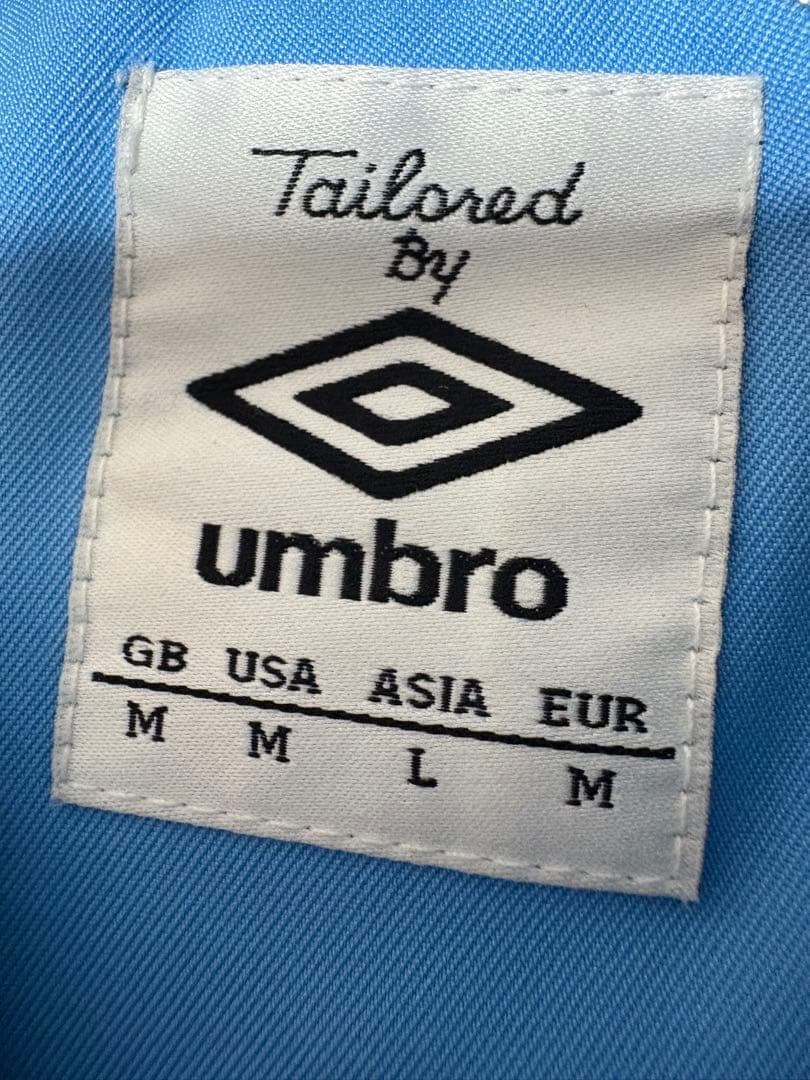 Tailored
By
umbro
GB USA ASIA EUR
M M L M